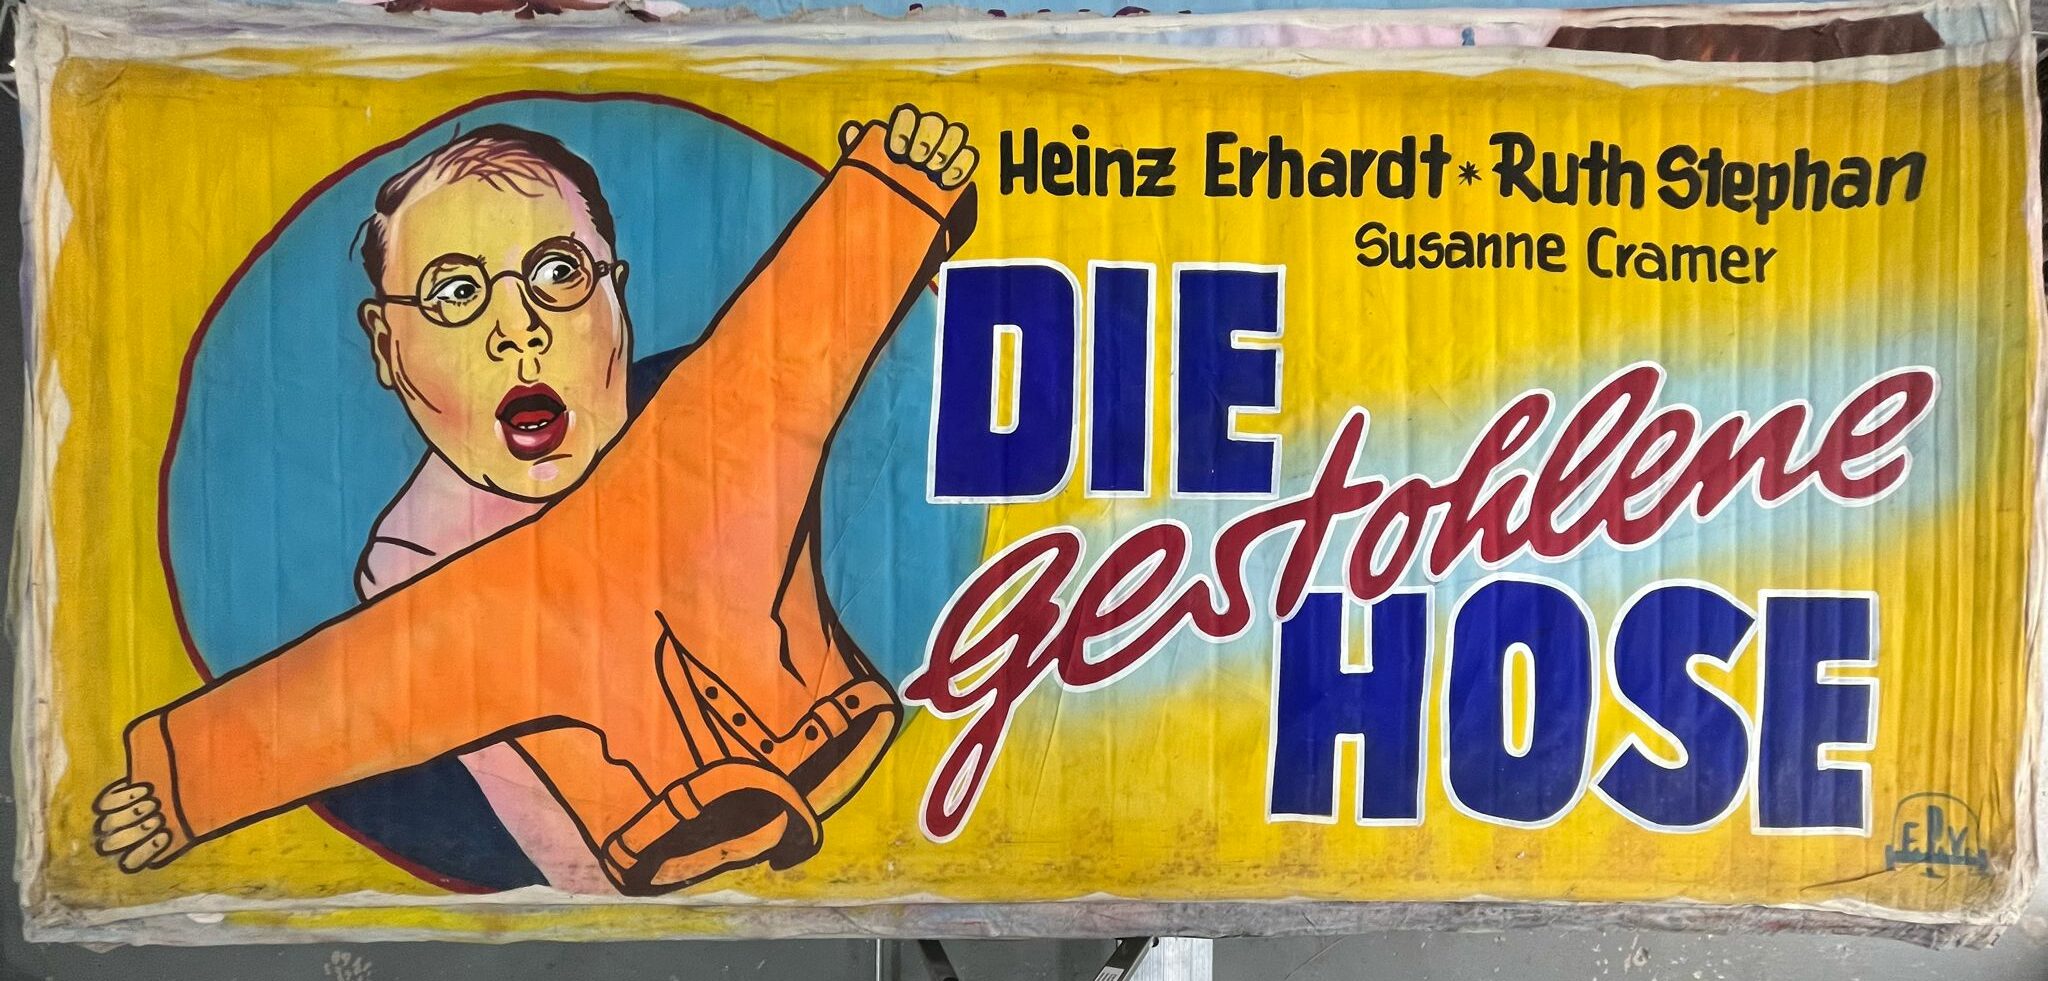 Heinz Erhardt * Ruth Stephan
Susanne Cramer
DIE
gestohlene
HOSE
E.P.V.